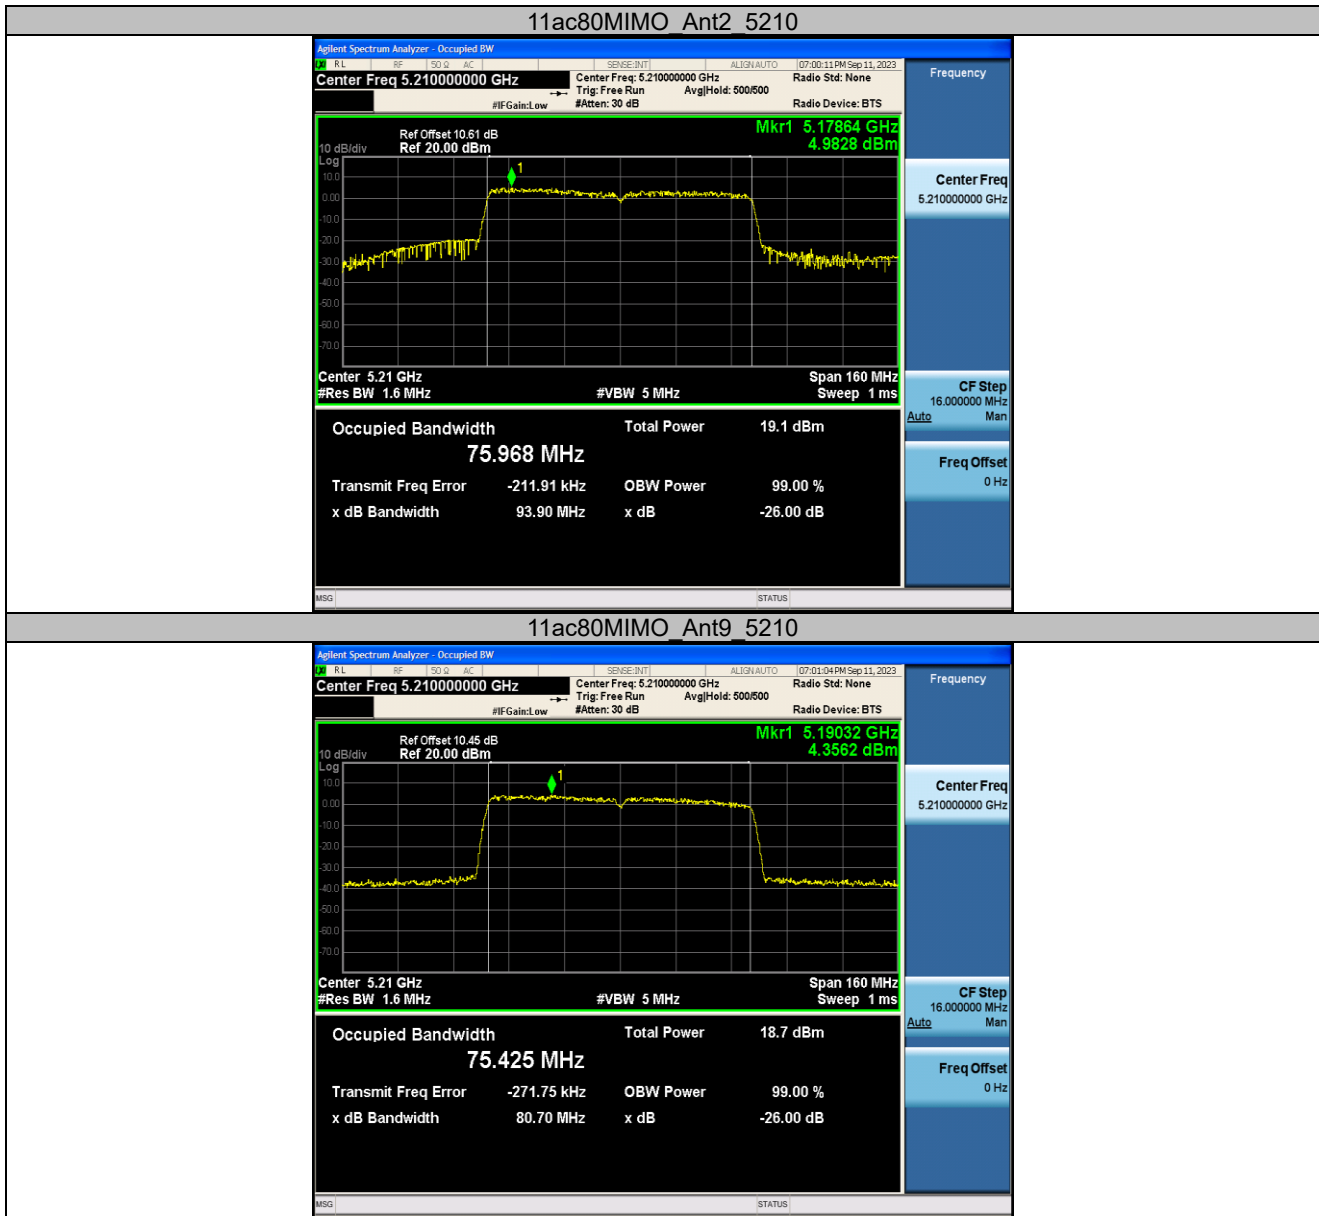 11ac80MIMO_Ant2_5210
Agilent Spectrum Analyzer - Occupied BW
RL RF 50 Ω AC SENSE:INT ALIGN AUTO 07:00:11 PM Sep 11, 2023
Center Freq 5.210000000 GHz Center Freq: 5.210000000 GHz Radio Std: None Frequency
Trig: Free Run Avg|Hold: 500/500
#IFGain:Low #Atten: 30 dB Radio Device: BTS
Mkr1 5.17864 GHz
Ref Offset 10.61 dB
10 dB/div Ref 20.00 dBm 4.9828 dBm
Log
1
10.0
0.00
-10.0
-20.0
-30.0
-40.0
-50.0
-60.0
-70.0
Center Freq
5.210000000 GHz
Center 5.21 GHz Span 160 MHz
#Res BW 1.6 MHz #VBW 5 MHz Sweep 1 ms
CF Step
16.000000 MHz
Auto Man
Occupied Bandwidth Total Power 19.1 dBm
75.968 MHz
Freq Offset
0 Hz
Transmit Freq Error -211.91 kHz OBW Power 99.00 %
x dB Bandwidth 93.90 MHz x dB -26.00 dB
MSG STATUS
11ac80MIMO_Ant9_5210
Agilent Spectrum Analyzer - Occupied BW
RL RF 50 Ω AC SENSE:INT ALIGN AUTO 07:01:04 PM Sep 11, 2023
Center Freq 5.210000000 GHz Center Freq: 5.210000000 GHz Radio Std: None Frequency
Trig: Free Run Avg|Hold: 500/500
#IFGain:Low #Atten: 30 dB Radio Device: BTS
Mkr1 5.19032 GHz
Ref Offset 10.45 dB
10 dB/div Ref 20.00 dBm 4.3562 dBm
Log
1
10.0
0.00
-10.0
-20.0
-30.0
-40.0
-50.0
-60.0
-70.0
Center Freq
5.210000000 GHz
Center 5.21 GHz Span 160 MHz
#Res BW 1.6 MHz #VBW 5 MHz Sweep 1 ms
CF Step
16.000000 MHz
Auto Man
Occupied Bandwidth Total Power 18.7 dBm
75.425 MHz
Freq Offset
0 Hz
Transmit Freq Error -271.75 kHz OBW Power 99.00 %
x dB Bandwidth 80.70 MHz x dB -26.00 dB
MSG STATUS